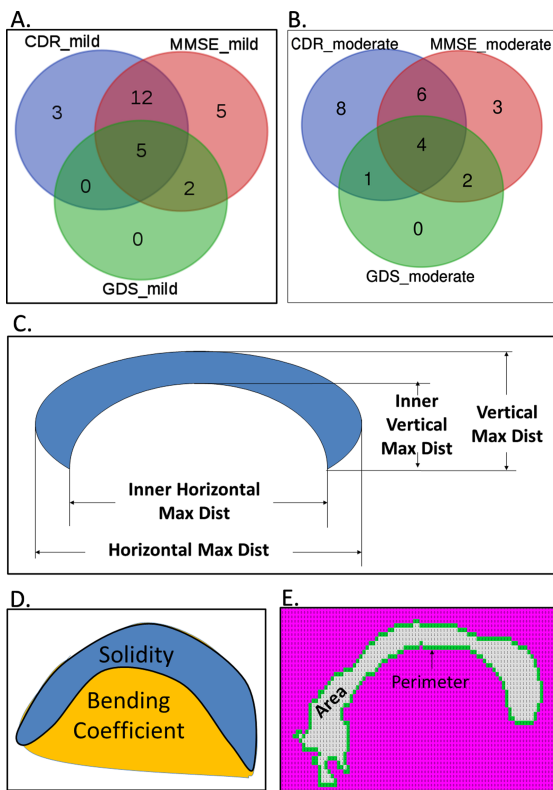 A.
CDR_mild
MMSE_mild
3
12
5
5
0
2
0
GDS_mild
B.
CDR_moderate
MMSE_moderate
8
6
3
4
1
2
0
GDS_moderate
C.
Inner
Vertical
Max Dist
Vertical
Max Dist
Inner Horizontal
Max Dist
Horizontal Max Dist
D.
Solidity
Bending
Coefficient
E.
Area
Perimeter